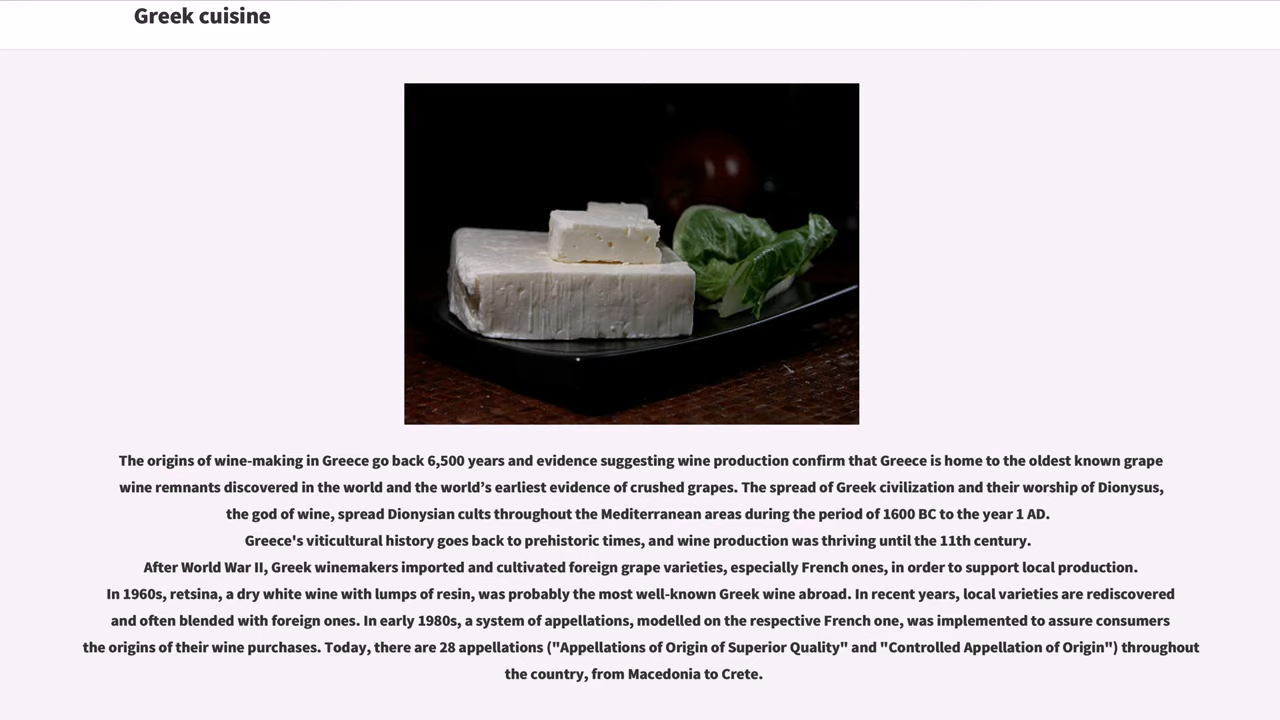 Greek cuisine
The origins of wine-making in Greece go back 6,500 years and evidence suggesting wine production confirm that Greece is home to the oldest known grape
wine remnants discovered in the world and the world’s earliest evidence of crushed grapes. The spread of Greek civilization and their worship of Dionysus,
the god of wine, spread Dionysian cults throughout the Mediterranean areas during the period of 1600 BC to the year 1 AD.
Greece's viticultural history goes back to prehistoric times, and wine production was thriving until the 11th century.
After World War II, Greek winemakers imported and cultivated foreign grape varieties, especially French ones, in order to support local production.
In 1960s, retsina, a dry white wine with lumps of resin, was probably the most well-known Greek wine abroad. In recent years, local varieties are rediscovered
and often blended with foreign ones. In early 1980s, a system of appellations, modelled on the respective French one, was implemented to assure consumers
the origins of their wine purchases. Today, there are 28 appellations ("Appellations of Origin of Superior Quality" and "Controlled Appellation of Origin") throughout
the country, from Macedonia to Crete.